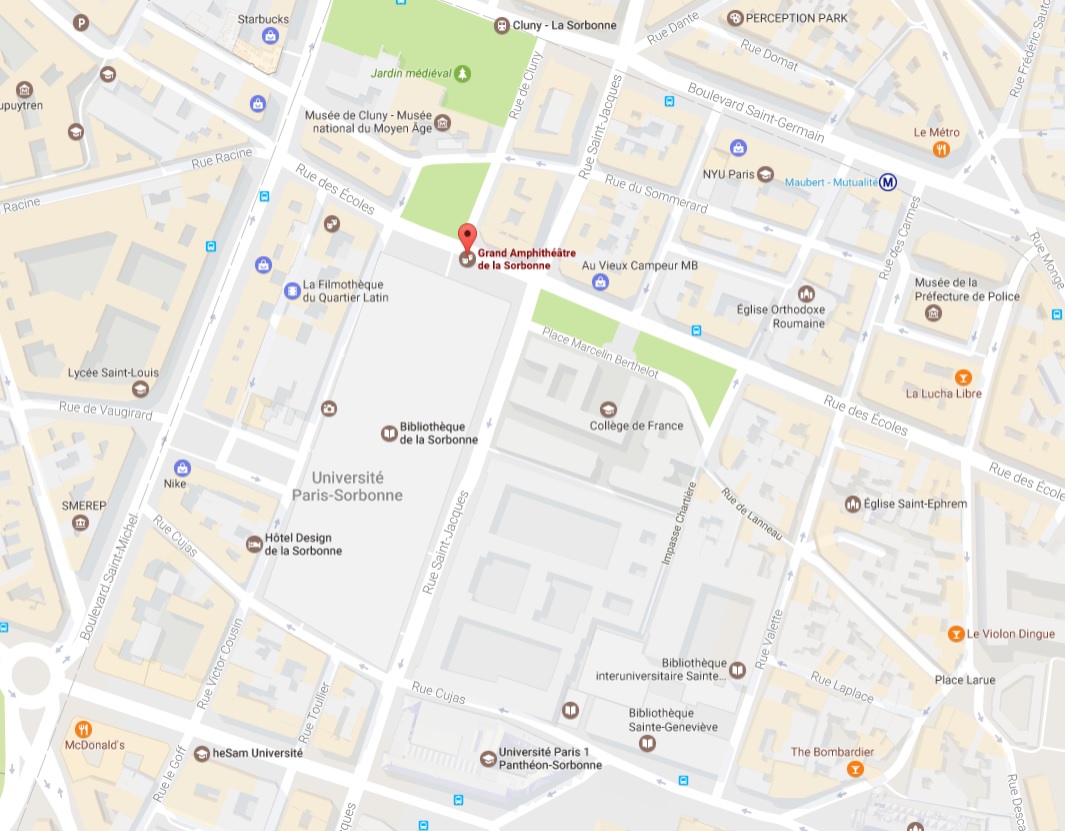 Starbucks
P
Cluny - La Sorbonne
PERCEPTION PARK
Rue Dante
Rue Domat
Rue Frédéric Sauto
Jardin médiéval
Rue de Cluny
Rue Saint-Jacques
Boulevard Saint-Germain
upuytren
Musée de Cluny - Musée
national du Moyen Âge
Le Métro
NYU Paris
Maubert - Mutualité
M
Rue Racine
Racine
Rue des Écoles
Rue du Sommerard
Rue des Carmes
Rue Monge
Grand Amphithéâtre
de la Sorbonne
Au Vieux Campeur MB
La Filmothèque
du Quartier Latin
Église Orthodoxe
Roumaine
Musée de la
Préfecture de Police
Place Marcelin Berthelot
Lycée Saint-Louis
La Lucha Libre
Rue de Vaugirard
Rue des Écoles
Collège de France
Bibliothèque
de la Sorbonne
Université
Paris-Sorbonne
Nike
Rue des École
SMEREP
Rue Cujas
Impasse Chartière
Rue de Lanneau
Église Saint-Ephrem
Hôtel Design
de la Sorbonne
Boulevard Saint-Michel
Rue Saint-Jacques
Le Violon Dingue
Rue Valette
Rue Victor Cousin
Bibliothèque
interuniversitaire Sainte...
Rue Laplace
Place Larue
Rue Toullier
Rue Cujas
Bibliothèque
Sainte-Geneviève
McDonald's
heSam Université
Université Paris 1
Panthéon-Sorbonne
The Bombardier
Rue le Goff
ques
Rue Desca